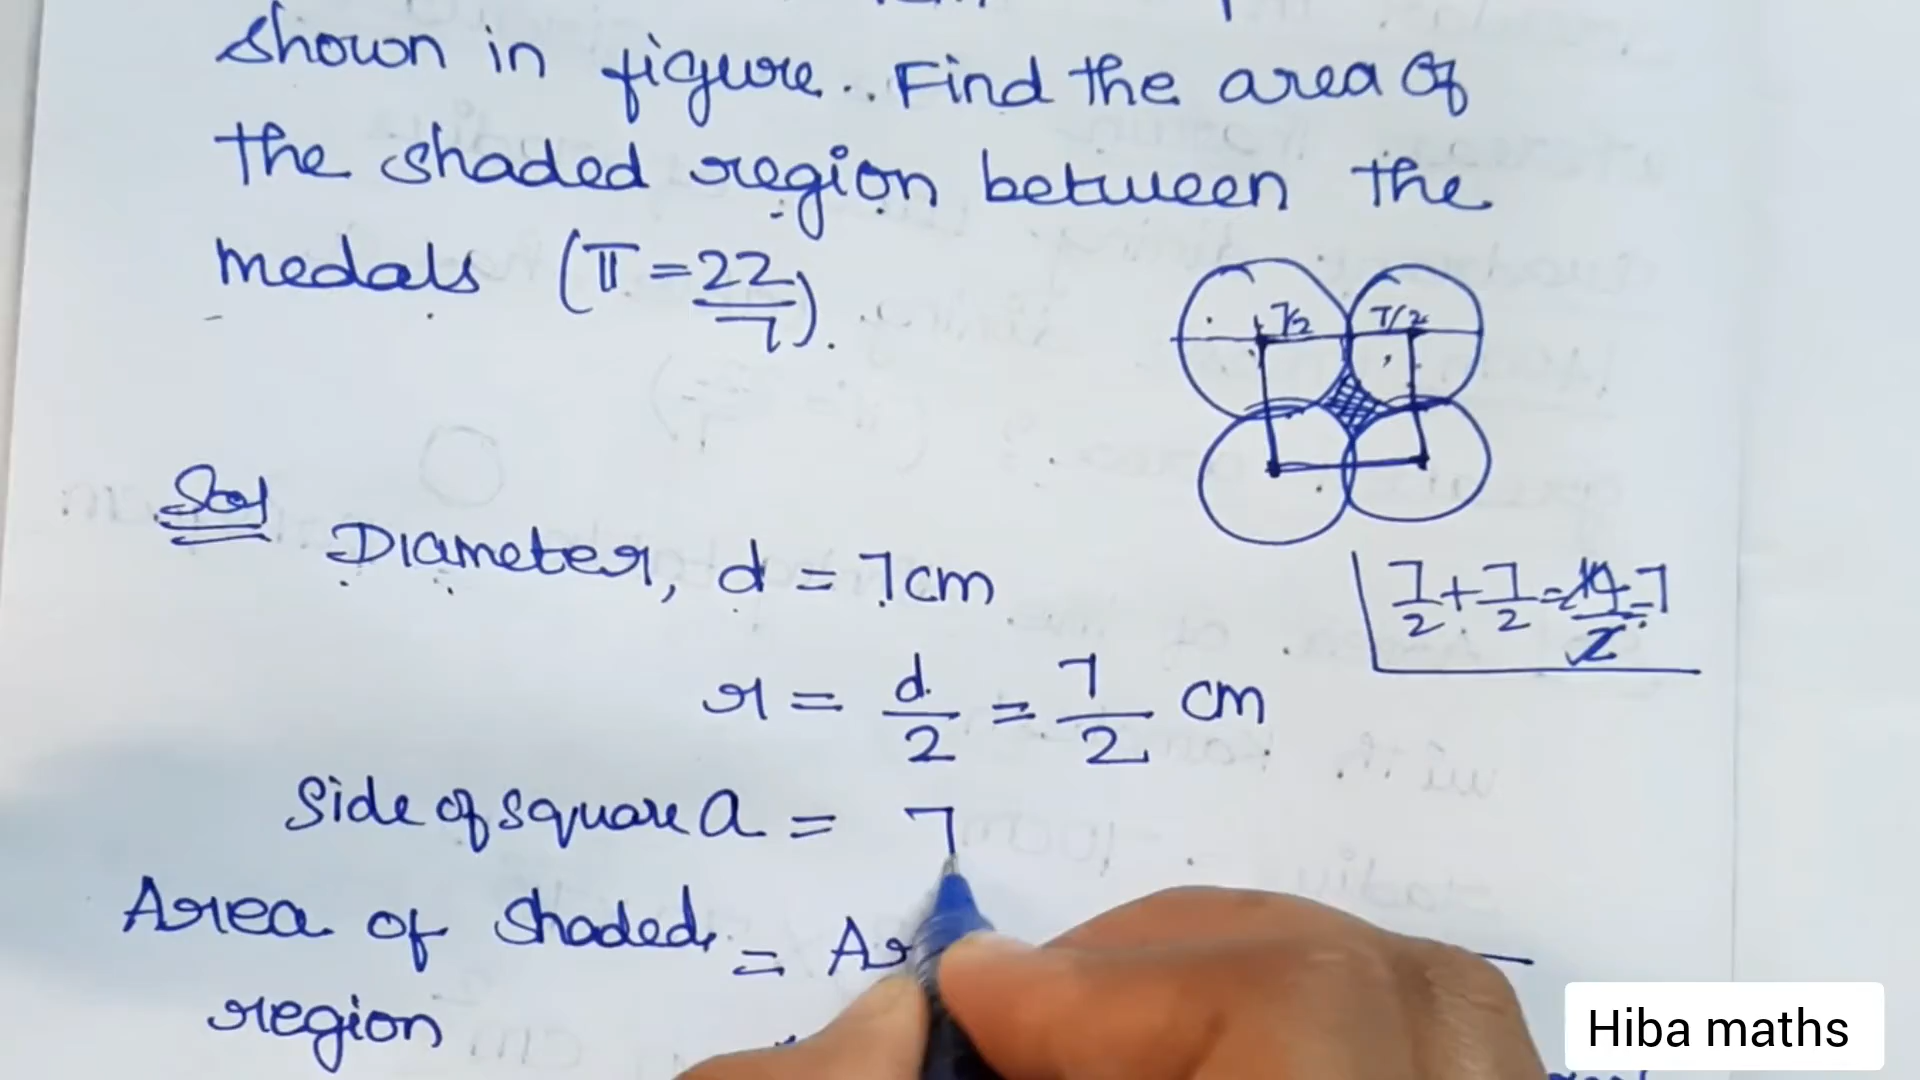 shown in figure.. Find the area of
the shaded region between the
medals (π = 22/7).
7/2 7/2
Sol
Diameter, d = 7cm
7/2 + 7/2 = 14/2 = 7
r = d/2 = 7/2 cm
Side of square a = 7
Area of shaded = Ar
region
Hiba maths